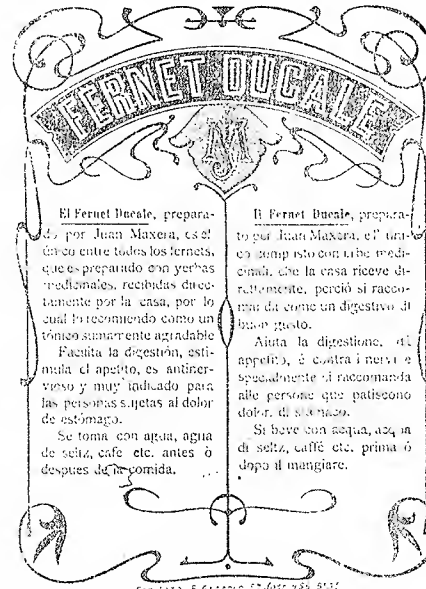 FERNET DUCALE
JM
El Fernet Ducale, prepara-
do por Juan Maxera, es el
único entre todos los fernets,
que es preparado con yerbas
medicinales, recibidas direc-
tamente por la casa, por lo
cual lo recomiendo como un
tónico sumamente agradable
Facilita la digestión, esti-
mula el apetito, es antiner-
vioso y muy indicado para
las personas sujetas al dolor
de estómago.
Se toma con agua, agua
de seltz, cafe etc. antes ò
despues de la comida.
Il Fernet Ducale, prepara-
to per Juan Maxera, e l' uni-
co composto con erbe medi-
cinali, che la casa riceve di-
rettamente, perció si racco-
manda come un digestivo di
buon gusto.
Aiuta la digestione, dà
appetito, é contra i nervi e
specialmente si raccomanda
alle persone che patiscono
dolor. di stomaco.
Si beve con acqua, acqua
di seltz, caffé etc. prima ó
dopo il mangiare.